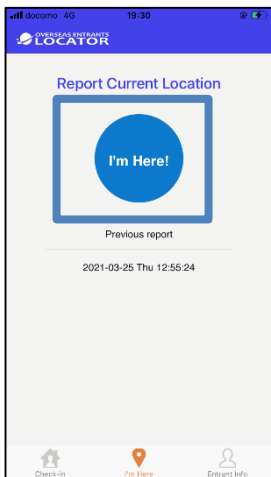 docomo 4G 19:30
OVERSEAS ENTRANTS
LOCATOR
Report Current Location
I'm Here!
Previous report
2021-03-25 Thu 12:55:24
Check-in I'm Here Entrant Info